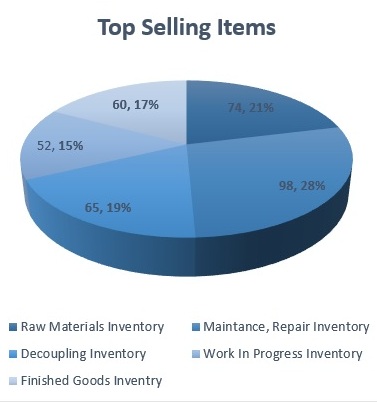 Top Selling Items
60, 17%
74, 21%
52, 15%
98, 28%
65, 19%
Raw Materials Inventory
Maintance, Repair Inventory
Decoupling Inventory
Work In Progress Inventory
Finished Goods Inventry